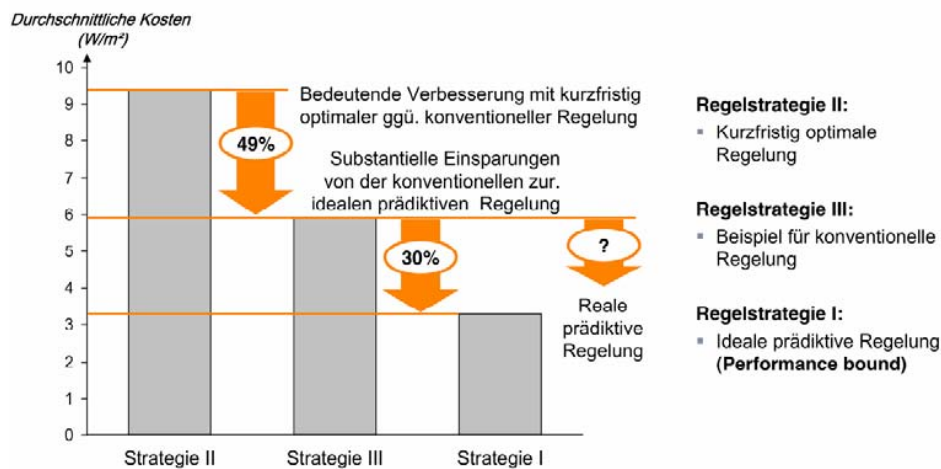 Durchschnittliche Kosten
(W/m²)
10
9
8
7
6
5
4
3
2
1
0
Bedeutende Verbesserung mit kurzfristig
optimaler ggü. konventioneller Regelung
49%
Substantielle Einsparungen
von der konventionellen zur.
idealen prädiktiven Regelung
30%
?
Reale
prädiktive
Regelung
Strategie II
Strategie III
Strategie I
Regelstrategie II:
▪ Kurzfristig optimale
Regelung
Regelstrategie III:
▪ Beispiel für konventionelle
Regelung
Regelstrategie I:
▪ Ideale prädiktive Regelung
(Performance bound)